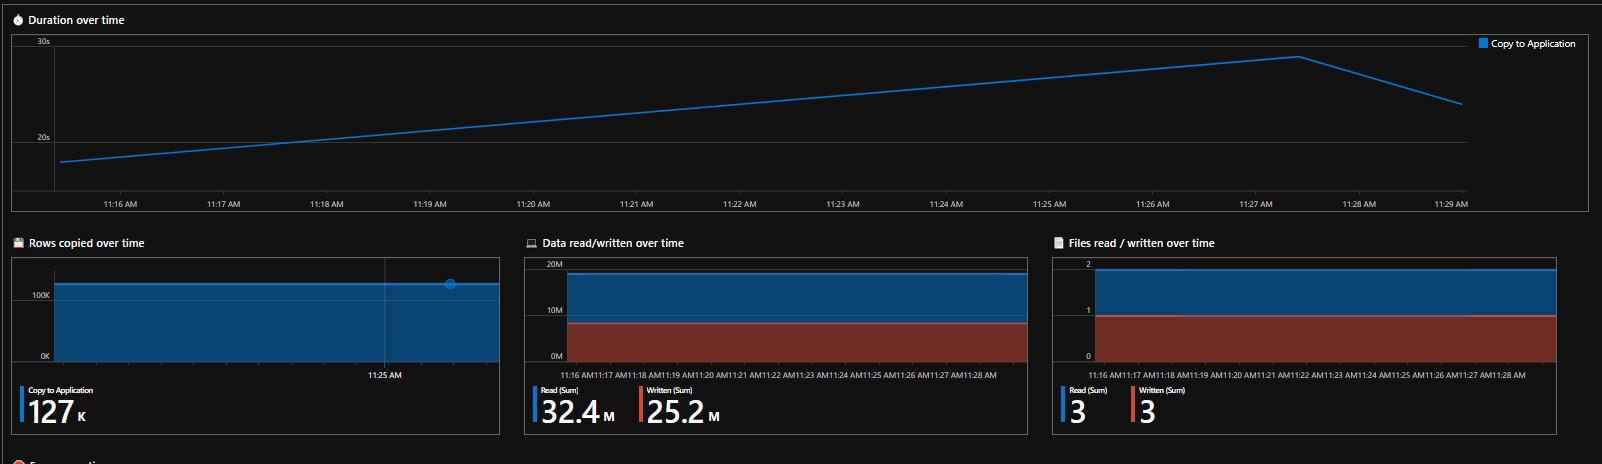 Duration over time
30s
Copy to Application
20s
11:16 AM 11:17 AM 11:18 AM 11:19 AM 11:20 AM 11:21 AM 11:22 AM 11:23 AM 11:24 AM 11:25 AM 11:26 AM 11:27 AM 11:28 AM 11:29 AM
Rows copied over time
100K
0K
11:25 AM
Copy to Application
127 K
Data read/written over time
20M
10M
0M
11:16 AM11:17 AM11:18 AM11:19 AM11:20 AM11:21 AM11:22 AM11:23 AM11:24 AM11:25 AM11:26 AM11:27 AM11:28 AM
Read (Sum) Written (Sum)
32.4 M 25.2 M
Files read / written over time
2
1
0
11:16 AM11:17 AM11:18 AM11:19 AM11:20 AM11:21 AM11:22 AM11:23 AM11:24 AM11:25 AM11:26 AM11:27 AM11:28 AM
Read (Sum) Written (Sum)
3 3